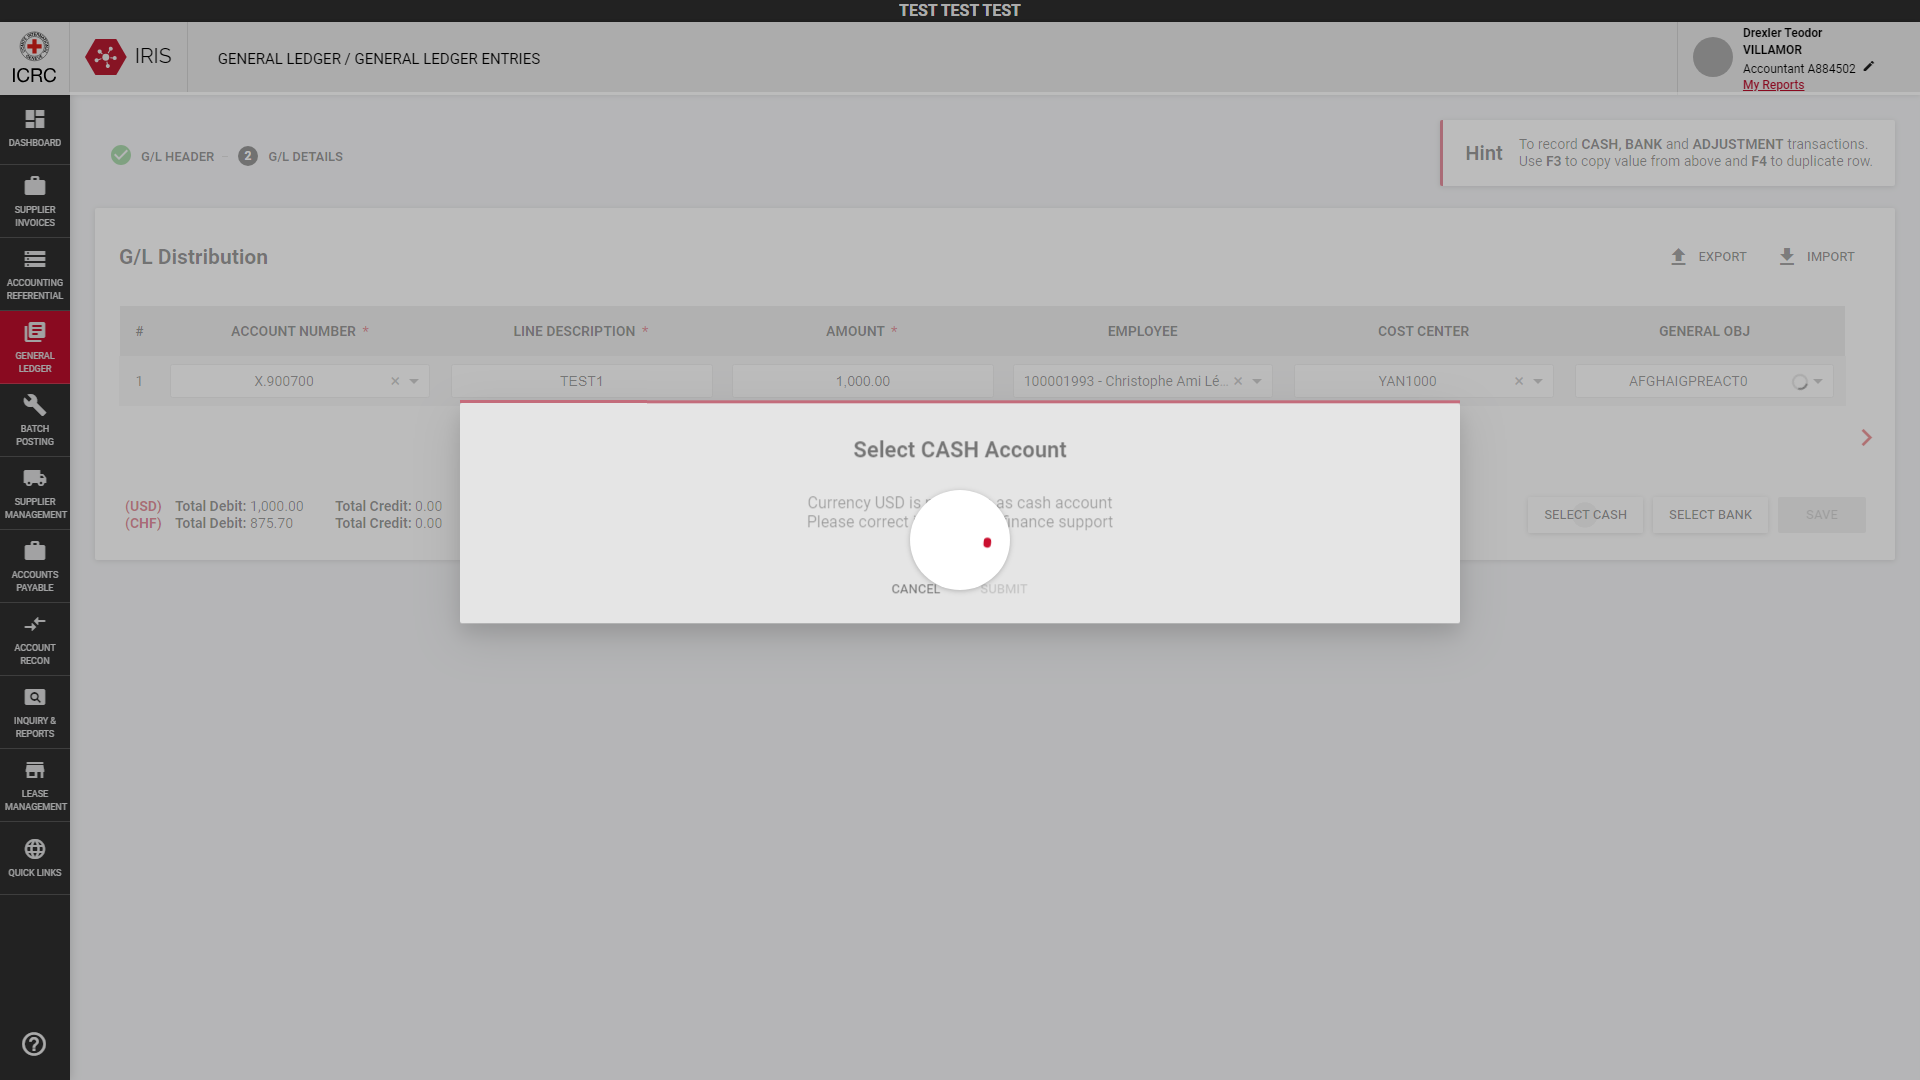 TEST TEST TEST
ICRC
IRIS
GENERAL LEDGER / GENERAL LEDGER ENTRIES
Drexler Teodor
VILLAMOR
Accountant A884502
My Reports
DASHBOARD
SUPPLIER
INVOICES
ACCOUNTING
REFERENTIAL
GENERAL
LEDGER
BATCH
POSTING
SUPPLIER
MANAGEMENT
ACCOUNTS
PAYABLE
ACCOUNT
RECON
INQUIRY &
REPORTS
LEASE
MANAGEMENT
QUICK LINKS
G/L HEADER
2 G/L DETAILS
Hint
To record CASH, BANK and ADJUSTMENT transactions.
Use F3 to copy value from above and F4 to duplicate row.
G/L Distribution
EXPORT
IMPORT
# ACCOUNT NUMBER * LINE DESCRIPTION * AMOUNT * EMPLOYEE COST CENTER GENERAL OBJ
1 X.900700 TEST1 1,000.00 100001993 - Christophe Ami Lé... YAN1000 AFGHAIGPREACT0
Select CASH Account
Currency USD is as cash account
Please correct finance support
CANCEL SUBMIT
(USD) Total Debit: 1,000.00 Total Credit: 0.00
(CHF) Total Debit: 875.70 Total Credit: 0.00
SELECT CASH SELECT BANK SAVE